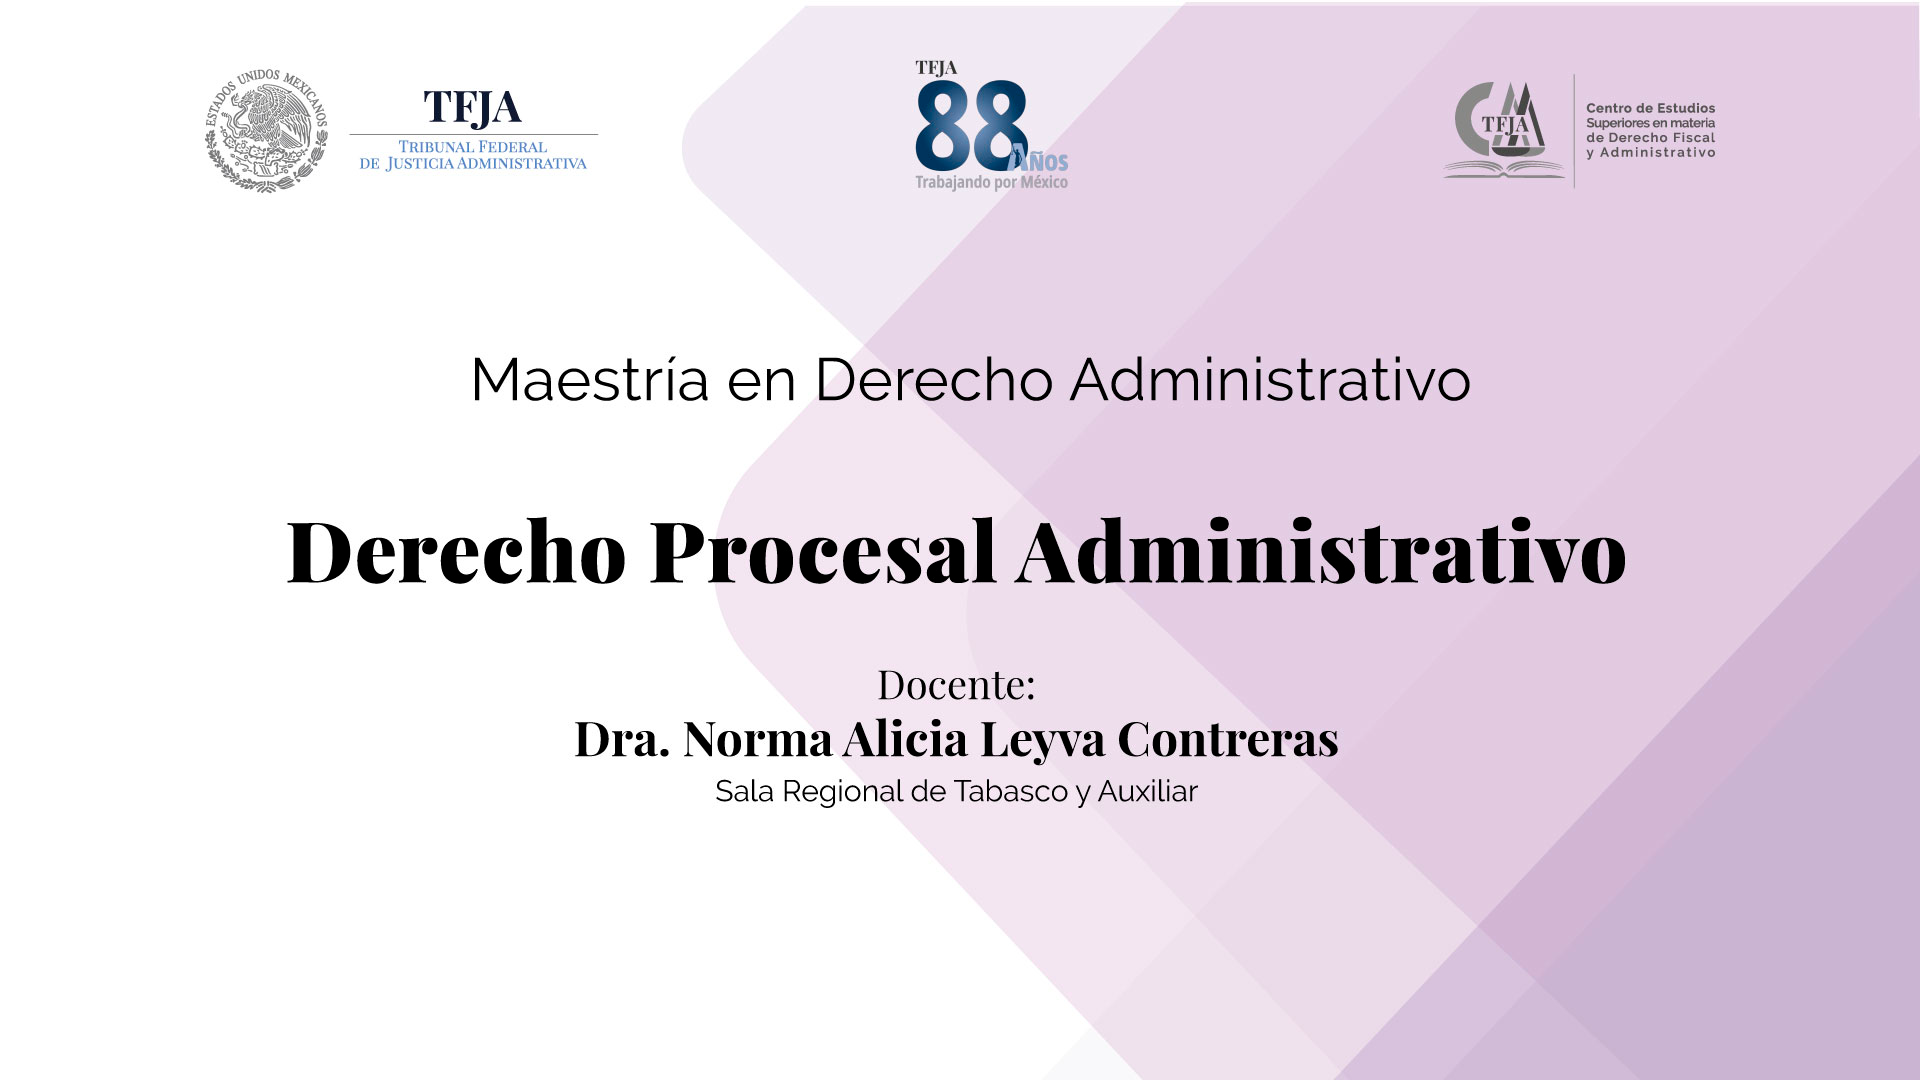 ESTADOS UNIDOS MEXICANOS
TFJA
TRIBUNAL FEDERAL
DE JUSTICIA ADMINISTRATIVA
TFJA
88
AÑOS
Trabajando por México
TFJA
Centro de Estudios
Superiores en materia
de Derecho Fiscal
y Administrativo
Maestría en Derecho Administrativo
Derecho Procesal Administrativo
Docente:
Dra. Norma Alicia Leyva Contreras
Sala Regional de Tabasco y Auxiliar